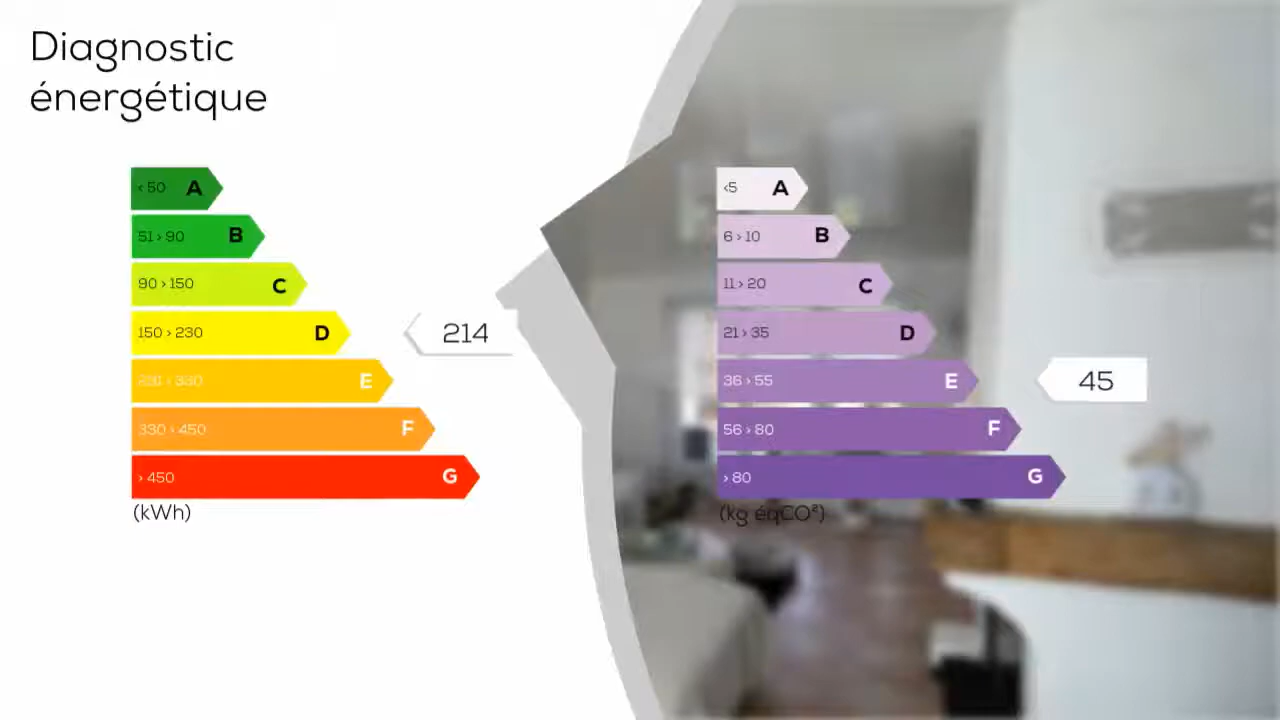 Diagnostic
énergétique
< 50 A
51 > 90 B
90 > 150 C
150 > 230 D
214
231 > 330 E
330 > 450 F
> 450 G
(kWh)
<5 A
6 > 10 B
11 > 20 C
21 > 35 D
36 > 55 E
45
56 > 80 F
> 80 G
(kg éqCO²)